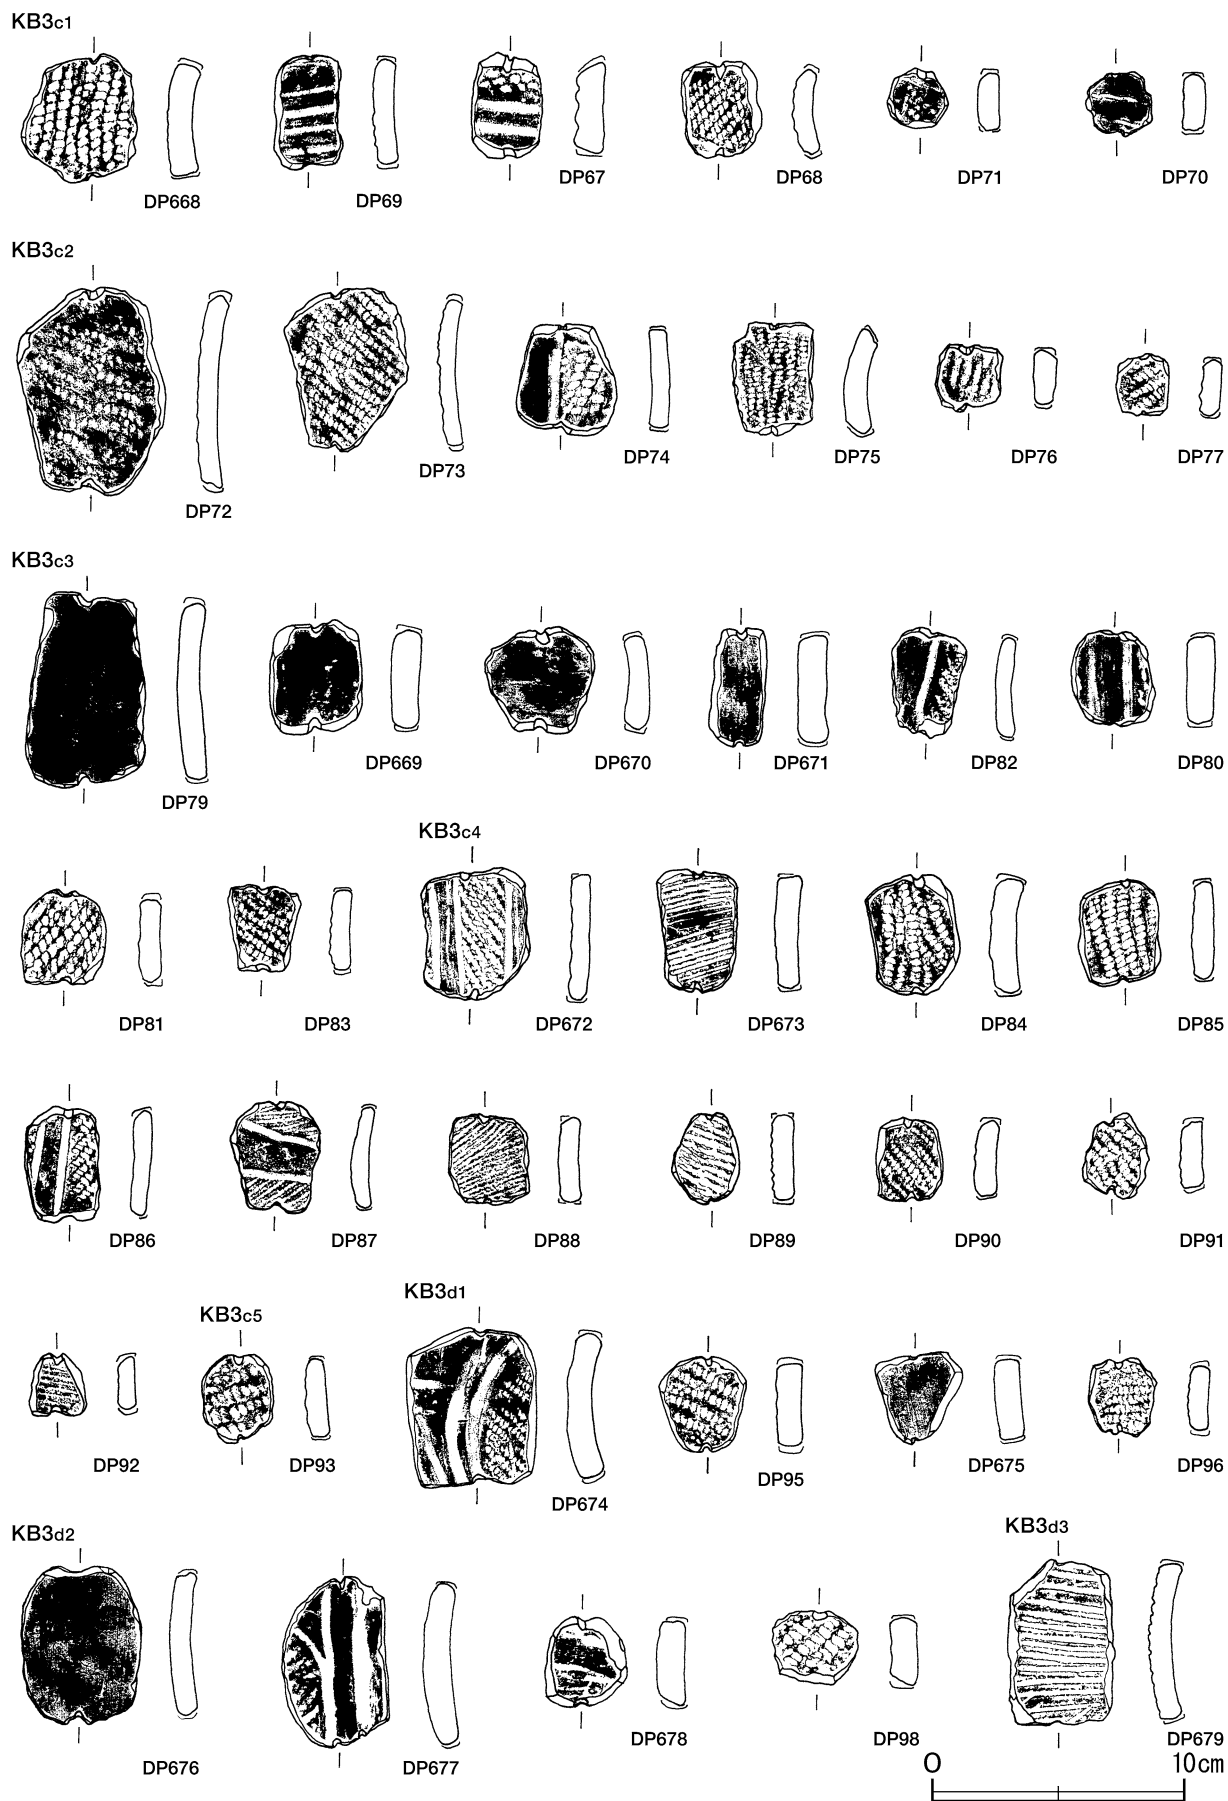 KB3c1
DP668 DP69 DP67 DP68 DP71 DP70
KB3c2
DP72 DP73 DP74 DP75 DP76 DP77
KB3c3
DP79 DP669 DP670 DP671 DP82 DP80
KB3c4
DP81 DP83 DP672 DP673 DP84 DP85
DP86 DP87 DP88 DP89 DP90 DP91
KB3c5 KB3d1
DP92 DP93 DP674 DP95 DP675 DP96
KB3d2 KB3d3
DP676 DP677 DP678 DP98 DP679
0 10cm